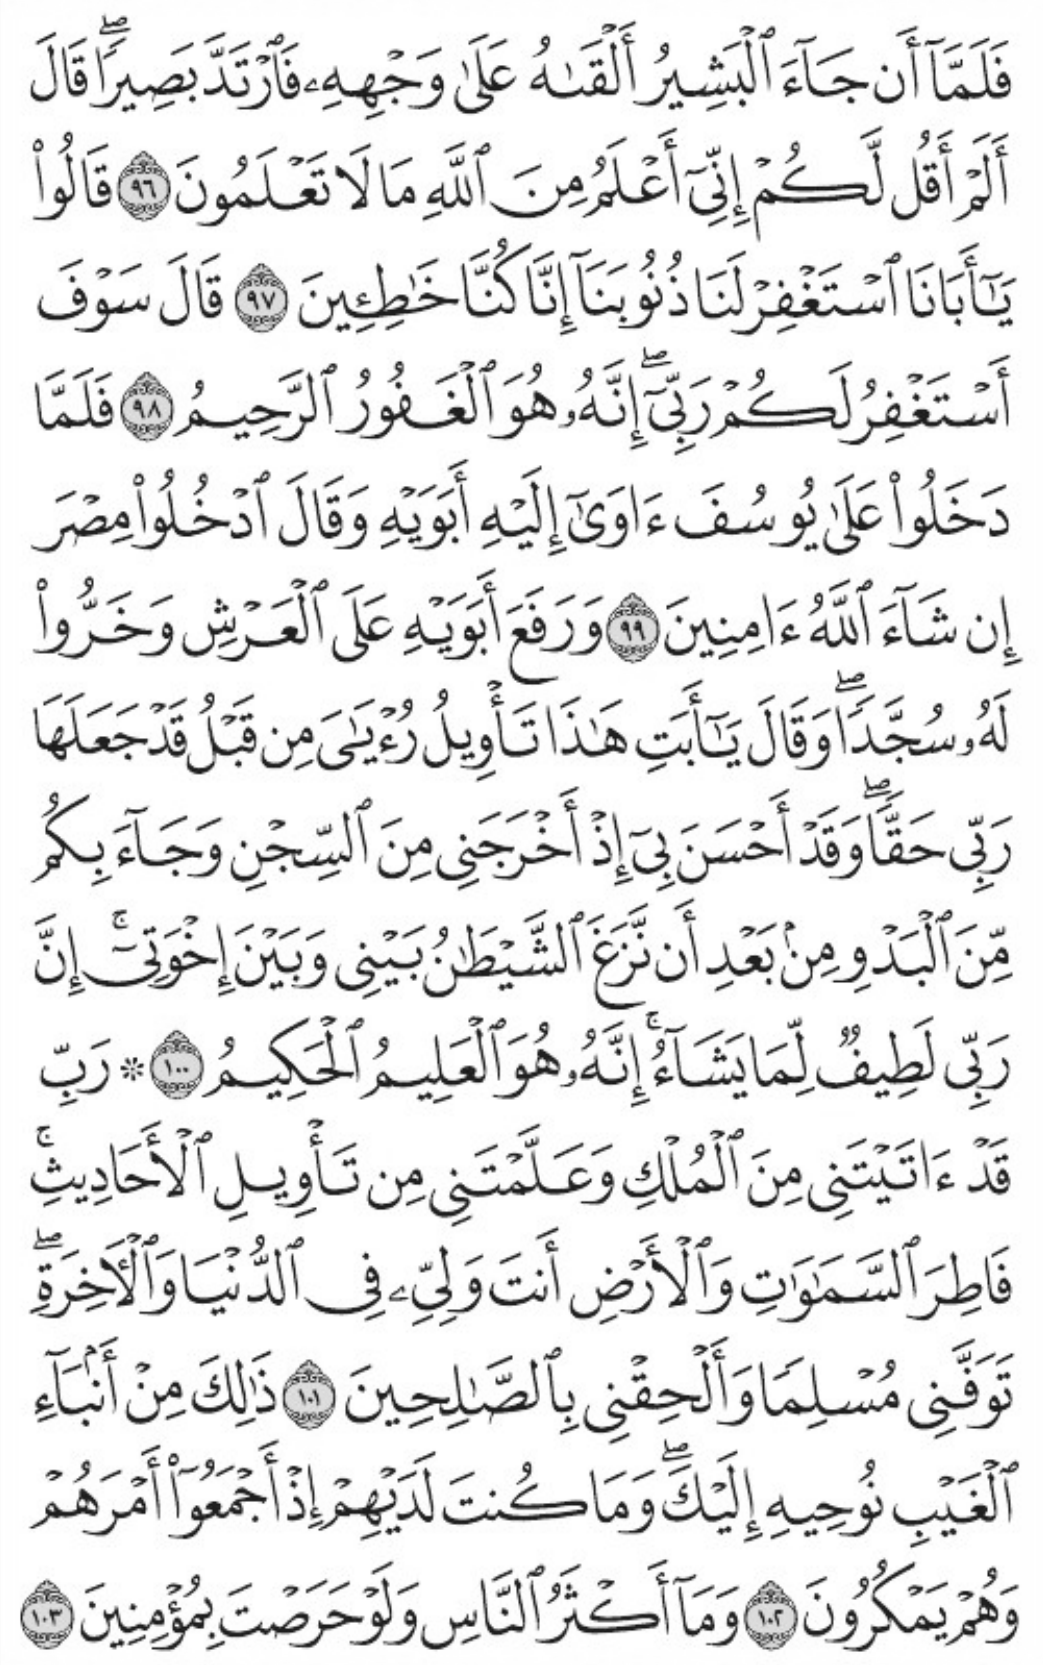 فَلَمَّآ أَن جَآءَ ٱلۡبَشِيرُ أَلۡقَىٰهُ عَلَىٰ وَجۡهِهِۦ فَٱرۡتَدَّ بَصِيرٗاۖ قَالَ
أَلَمۡ أَقُل لَّكُمۡ إِنِّيٓ أَعۡلَمُ مِنَ ٱللَّهِ مَا لَا تَعۡلَمُونَ ٩٦ قَالُواْ
يَٰٓأَبَانَا ٱسۡتَغۡفِرۡ لَنَا ذُنُوبَنَآ إِنَّا كُنَّا خَٰطِـِٔينَ ٩٧ قَالَ سَوۡفَ
أَسۡتَغۡفِرُ لَكُمۡ رَبِّيٓۖ إِنَّهُۥ هُوَ ٱلۡغَفُورُ ٱلرَّحِيمُ ٩٨ فَلَمَّا
دَخَلُواْ عَلَىٰ يُوسُفَ ءَاوَىٰٓ إِلَيۡهِ أَبَوَيۡهِ وَقَالَ ٱدۡخُلُواْ مِصۡرَ
إِن شَآءَ ٱللَّهُ ءَامِنِينَ ٩٩ وَرَفَعَ أَبَوَيۡهِ عَلَى ٱلۡعَرۡشِ وَخَرُّواْ
لَهُۥ سُجَّدٗاۖ وَقَالَ يَٰٓأَبَتِ هَٰذَا تَأۡوِيلُ رُءۡيَٰيَ مِن قَبۡلُ قَدۡ جَعَلَهَا
رَبِّي حَقّٗاۖ وَقَدۡ أَحۡسَنَ بِيٓ إِذۡ أَخۡرَجَنِي مِنَ ٱلسِّجۡنِ وَجَآءَ بِكُم
مِّنَ ٱلۡبَدۡوِ مِنۢ بَعۡدِ أَن نَّزَغَ ٱلشَّيۡطَٰنُ بَيۡنِي وَبَيۡنَ إِخۡوَتِيٓۚ إِنَّ
رَبِّي لَطِيفٞ لِّمَا يَشَآءُۚ إِنَّهُۥ هُوَ ٱلۡعَلِيمُ ٱلۡحَكِيمُ ١٠٠ ۞ رَبِّ
قَدۡ ءَاتَيۡتَنِي مِنَ ٱلۡمُلۡكِ وَعَلَّمۡتَنِي مِن تَأۡوِيلِ ٱلۡأَحَادِيثِۚ
فَاطِرَ ٱلسَّمَٰوَٰتِ وَٱلۡأَرۡضِ أَنتَ وَلِيِّۦ فِي ٱلدُّنۡيَا وَٱلۡأٓخِرَةِۖ
تَوَفَّنِي مُسۡلِمٗا وَأَلۡحِقۡنِي بِٱلصَّٰلِحِينَ ١٠١ ذَٰلِكَ مِنۡ أَنۢبَآءِ
ٱلۡغَيۡبِ نُوحِيهِ إِلَيۡكَۖ وَمَا كُنتَ لَدَيۡهِمۡ إِذۡ أَجۡمَعُوٓاْ أَمۡرَهُمۡ
وَهُمۡ يَمۡكُرُونَ ١٠٢ وَمَآ أَكۡثَرُ ٱلنَّاسِ وَلَوۡ حَرَصۡتَ بِمُؤۡمِنِينَ ١٠٣